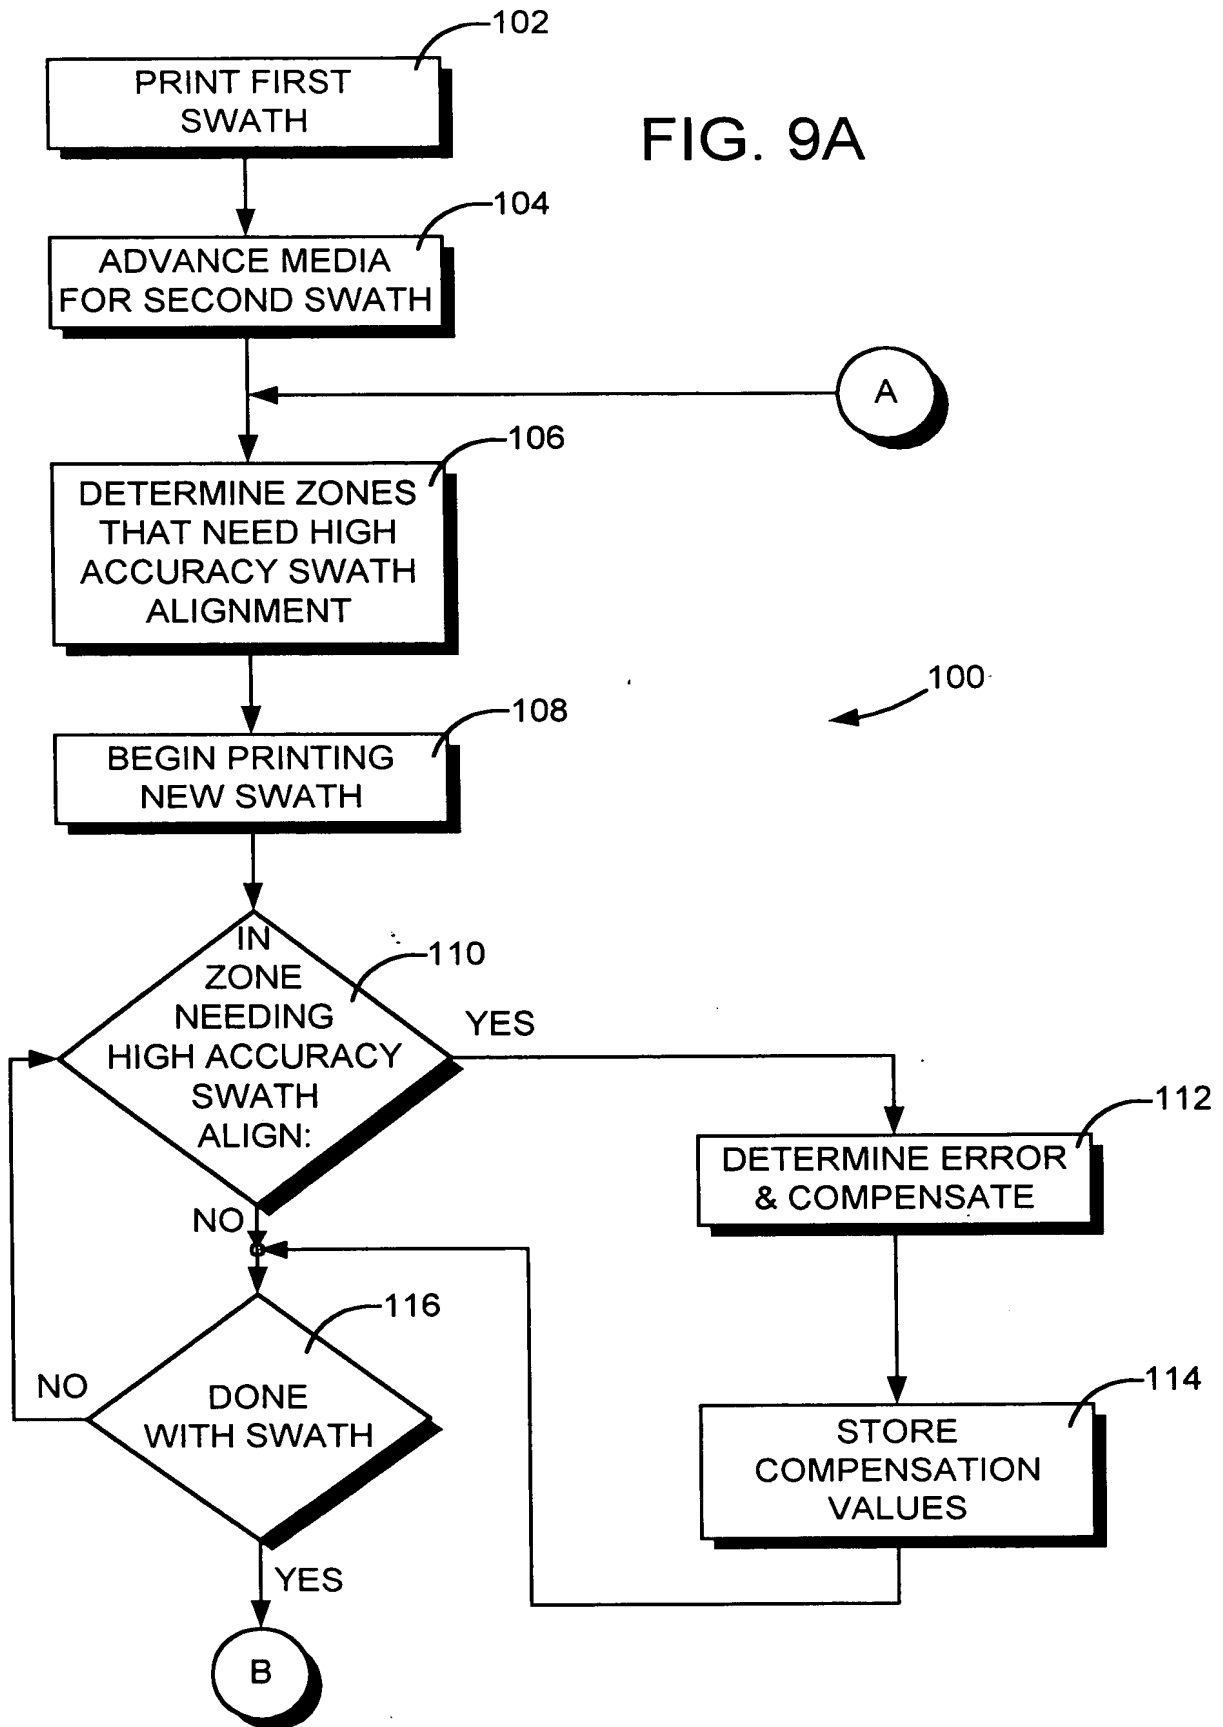 102
PRINT FIRST
SWATH
FIG. 9A
104
ADVANCE MEDIA
FOR SECOND SWATH
A
106
DETERMINE ZONES
THAT NEED HIGH
ACCURACY SWATH
ALIGNMENT
100
108
BEGIN PRINTING
NEW SWATH
IN
ZONE
NEEDING
HIGH ACCURACY
SWATH
ALIGN:
110
YES
112
DETERMINE ERROR
& COMPENSATE
NO
116
DONE
WITH SWATH
NO
114
STORE
COMPENSATION
VALUES
YES
B